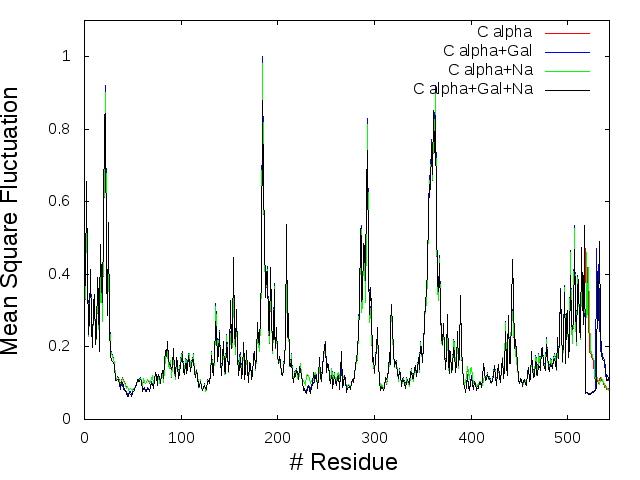 1
0.8
0.6
0.4
0.2
0
0 100 200 300 400 500
Mean Square Fluctuation
# Residue
C alpha
C alpha+Gal
C alpha+Na
C alpha+Gal+Na